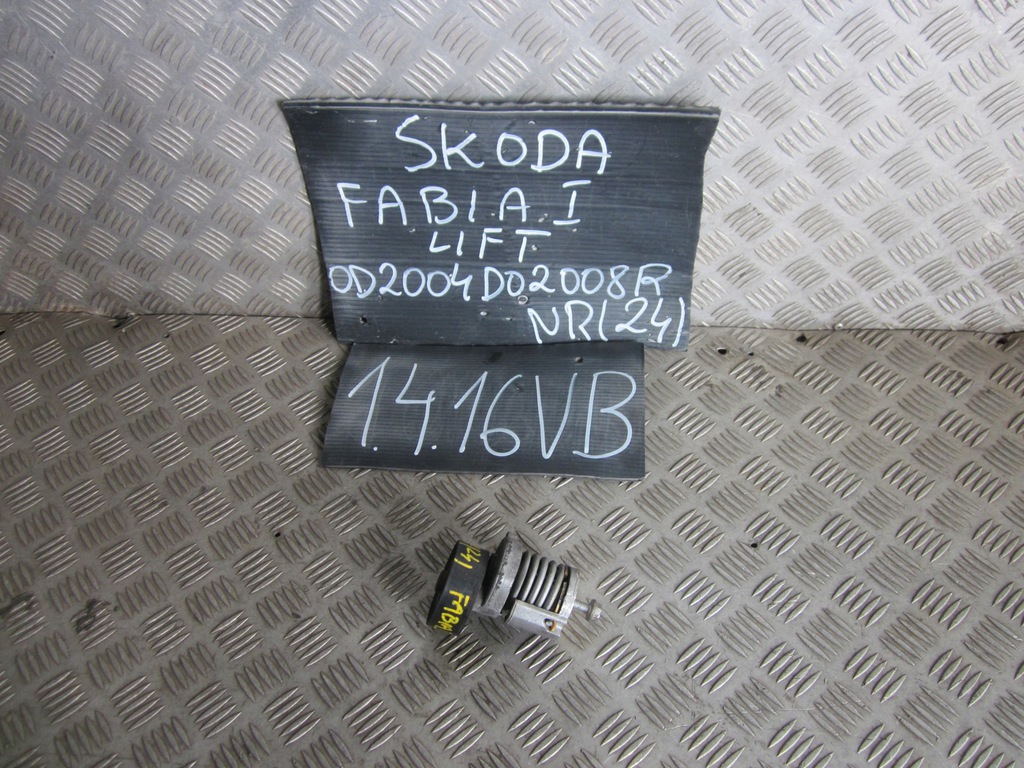 SKODA
FABIA I
LIFT
OD2004DO2008R
NR(24)
1.4.16VB